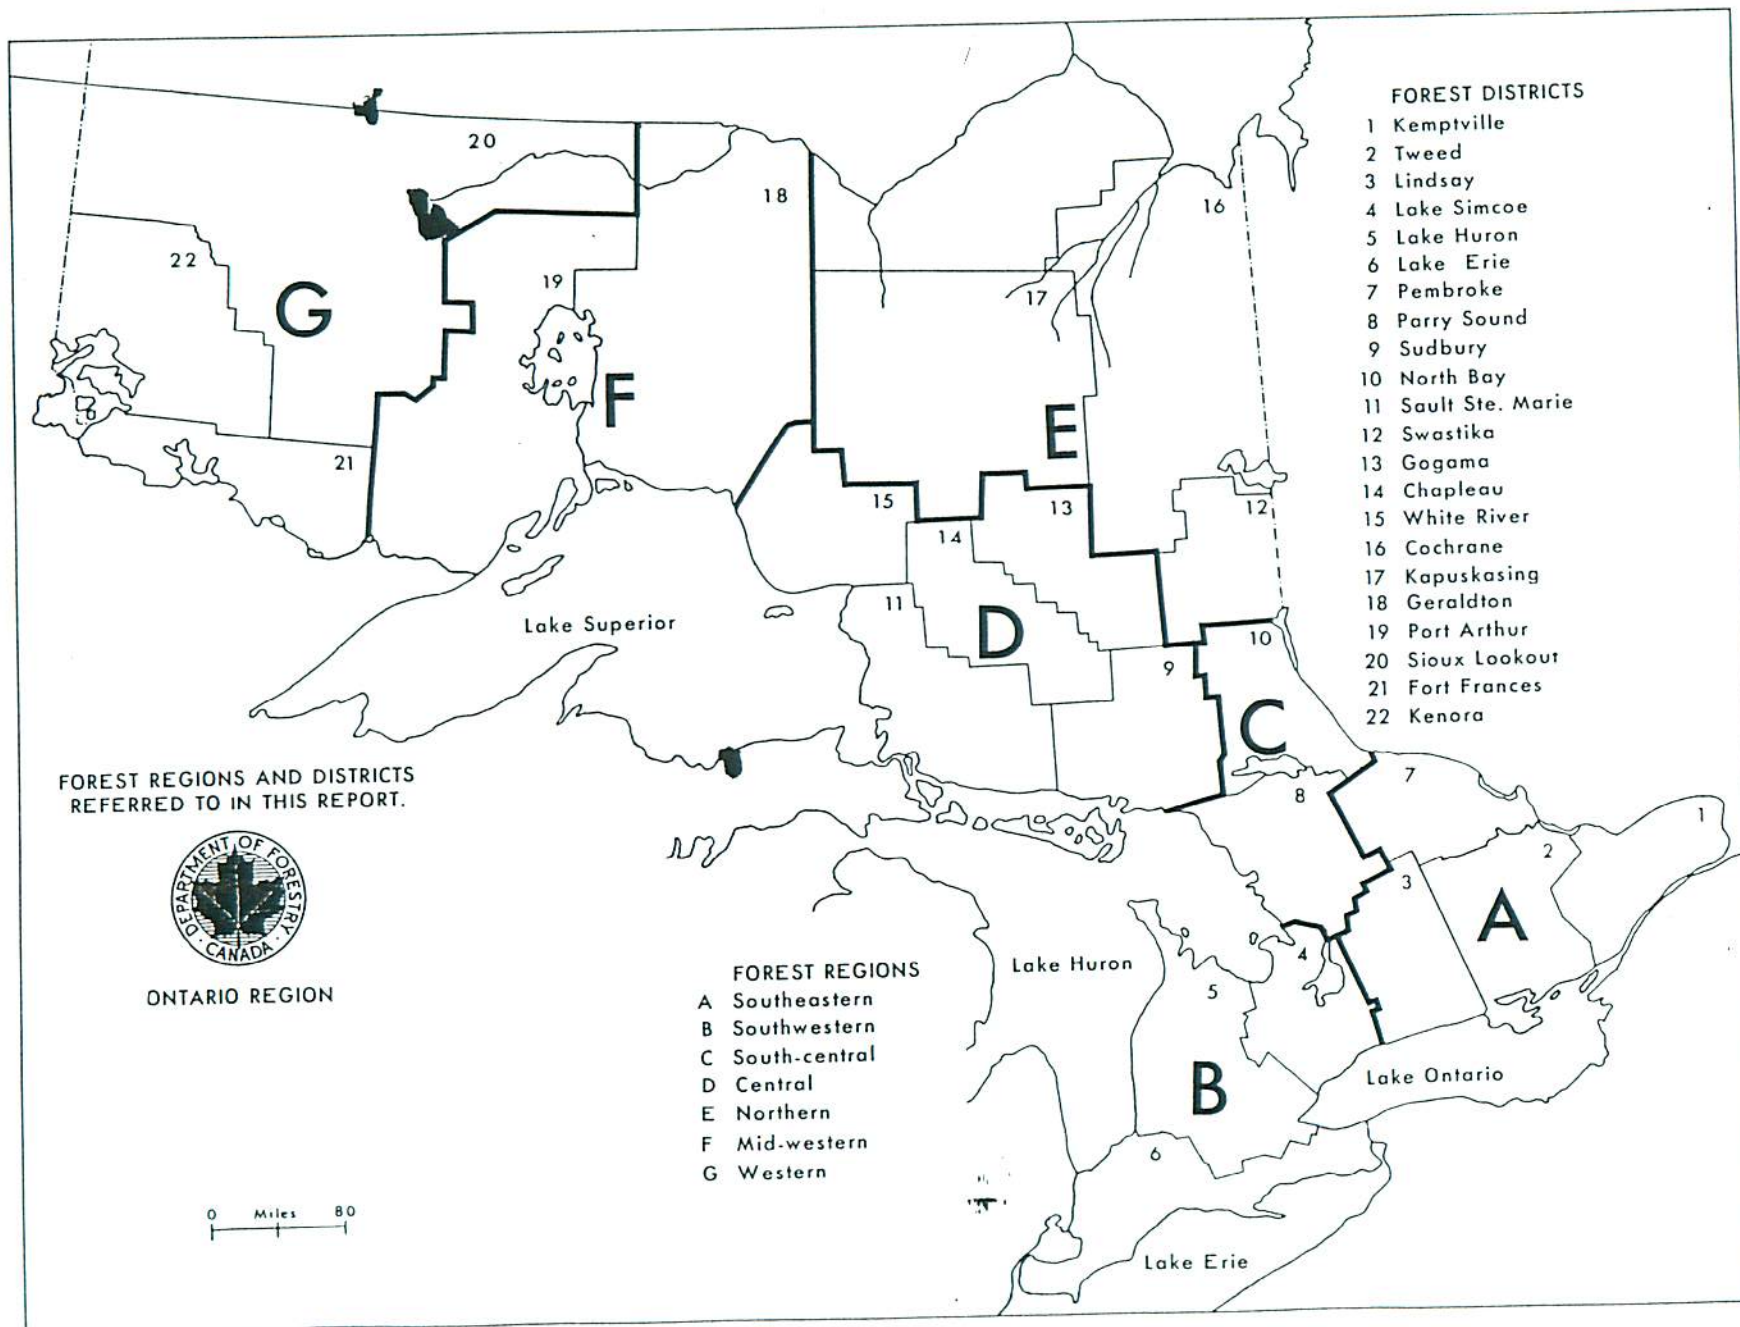 FOREST DISTRICTS
1 Kemptville
2 Tweed
3 Lindsay
4 Lake Simcoe
5 Lake Huron
6 Lake Erie
7 Pembroke
8 Parry Sound
9 Sudbury
10 North Bay
11 Sault Ste. Marie
12 Swastika
13 Gogama
14 Chapleau
15 White River
16 Cochrane
17 Kapuskasing
18 Geraldton
19 Port Arthur
20 Sioux Lookout
21 Fort Frances
22 Kenora
20
18
16
22
19
17
G
F
E
21
15
13
12
14
11
D
10
9
Lake Superior
C
7
8
1
2
3
A
4
5
Lake Huron
B
Lake Ontario
6
Lake Erie
FOREST REGIONS AND DISTRICTS
REFERRED TO IN THIS REPORT.
DEPARTMENT OF FORESTRY
· CANADA ·
ONTARIO REGION
FOREST REGIONS
A Southeastern
B Southwestern
C South-central
D Central
E Northern
F Mid-western
G Western
0 Miles 80